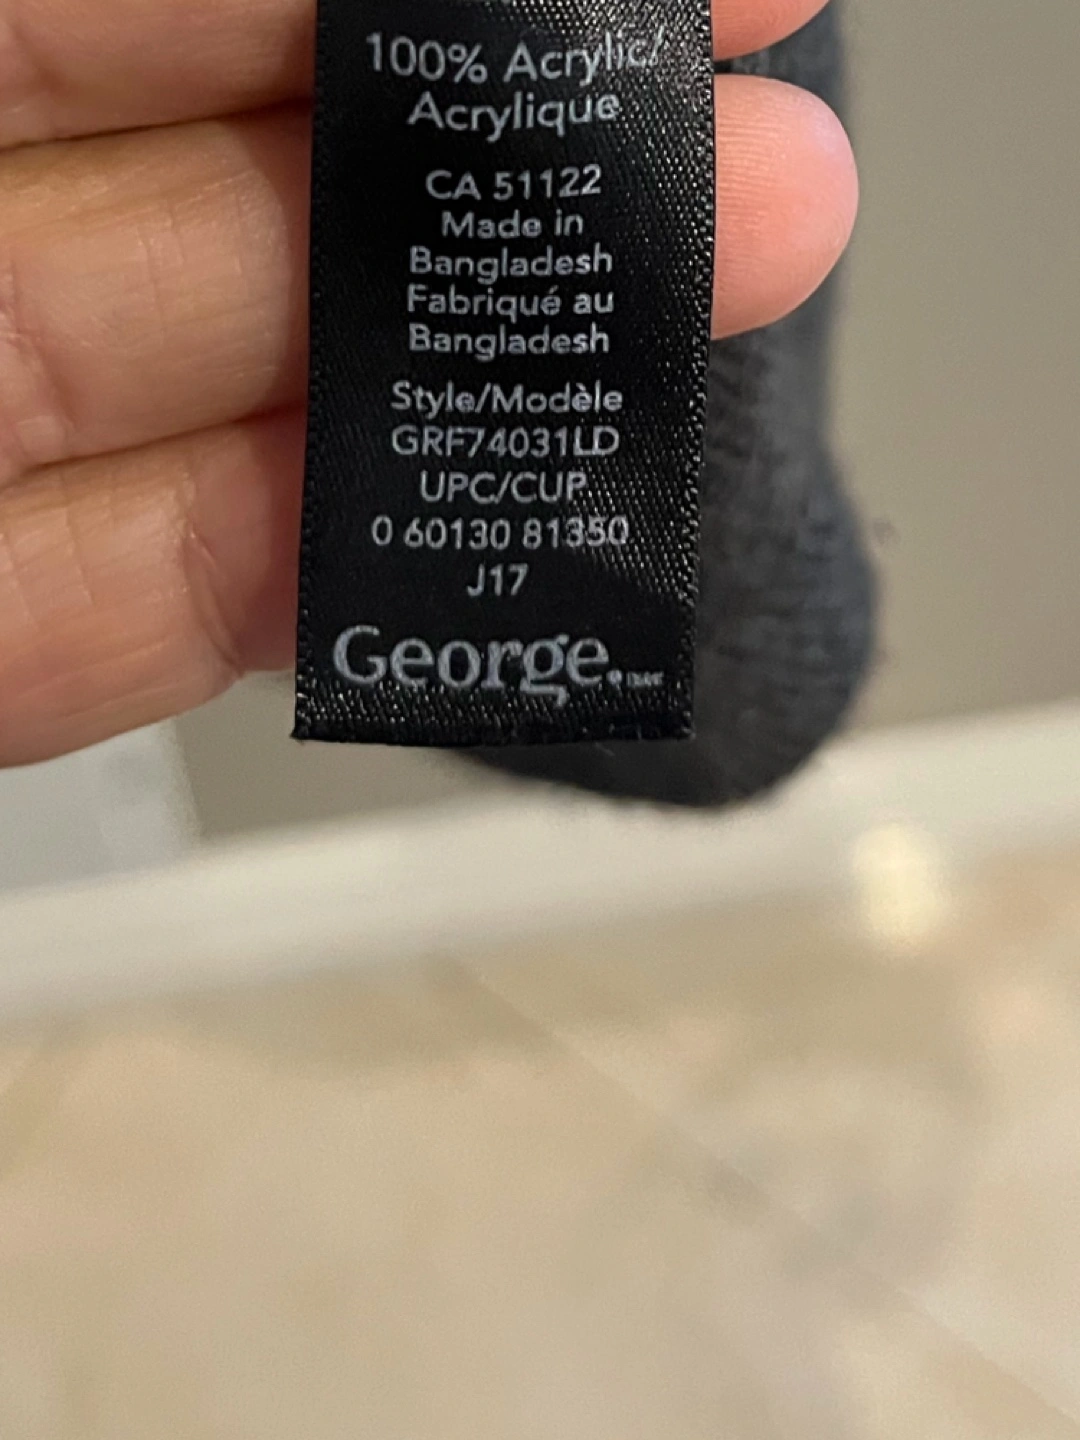 100% Acrylic/
Acrylique
CA 51122
Made in
Bangladesh
Fabriqué au
Bangladesh
Style/Modèle
GRF74031LD
UPC/CUP
0 60130 81350
J17
George.